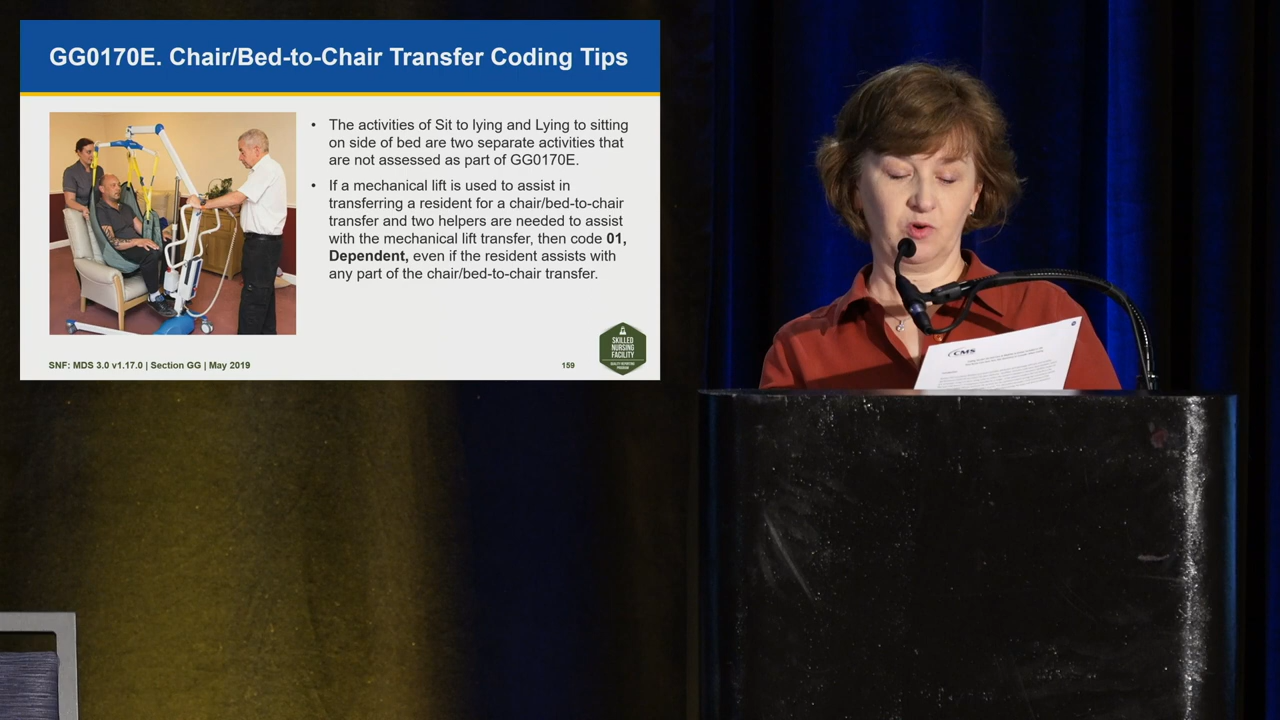 GG0170E. Chair/Bed-to-Chair Transfer Coding Tips
• The activities of Sit to lying and Lying to sitting
on side of bed are two separate activities that
are not assessed as part of GG0170E.
• If a mechanical lift is used to assist in
transferring a resident for a chair/bed-to-chair
transfer and two helpers are needed to assist
with the mechanical lift transfer, then code 01,
Dependent, even if the resident assists with
any part of the chair/bed-to-chair transfer.
SNF: MDS 3.0 v1.17.0 | Section GG | May 2019
159
SKILLED
NURSING
FACILITY
QUALITY REPORTING
PROGRAM
CMS